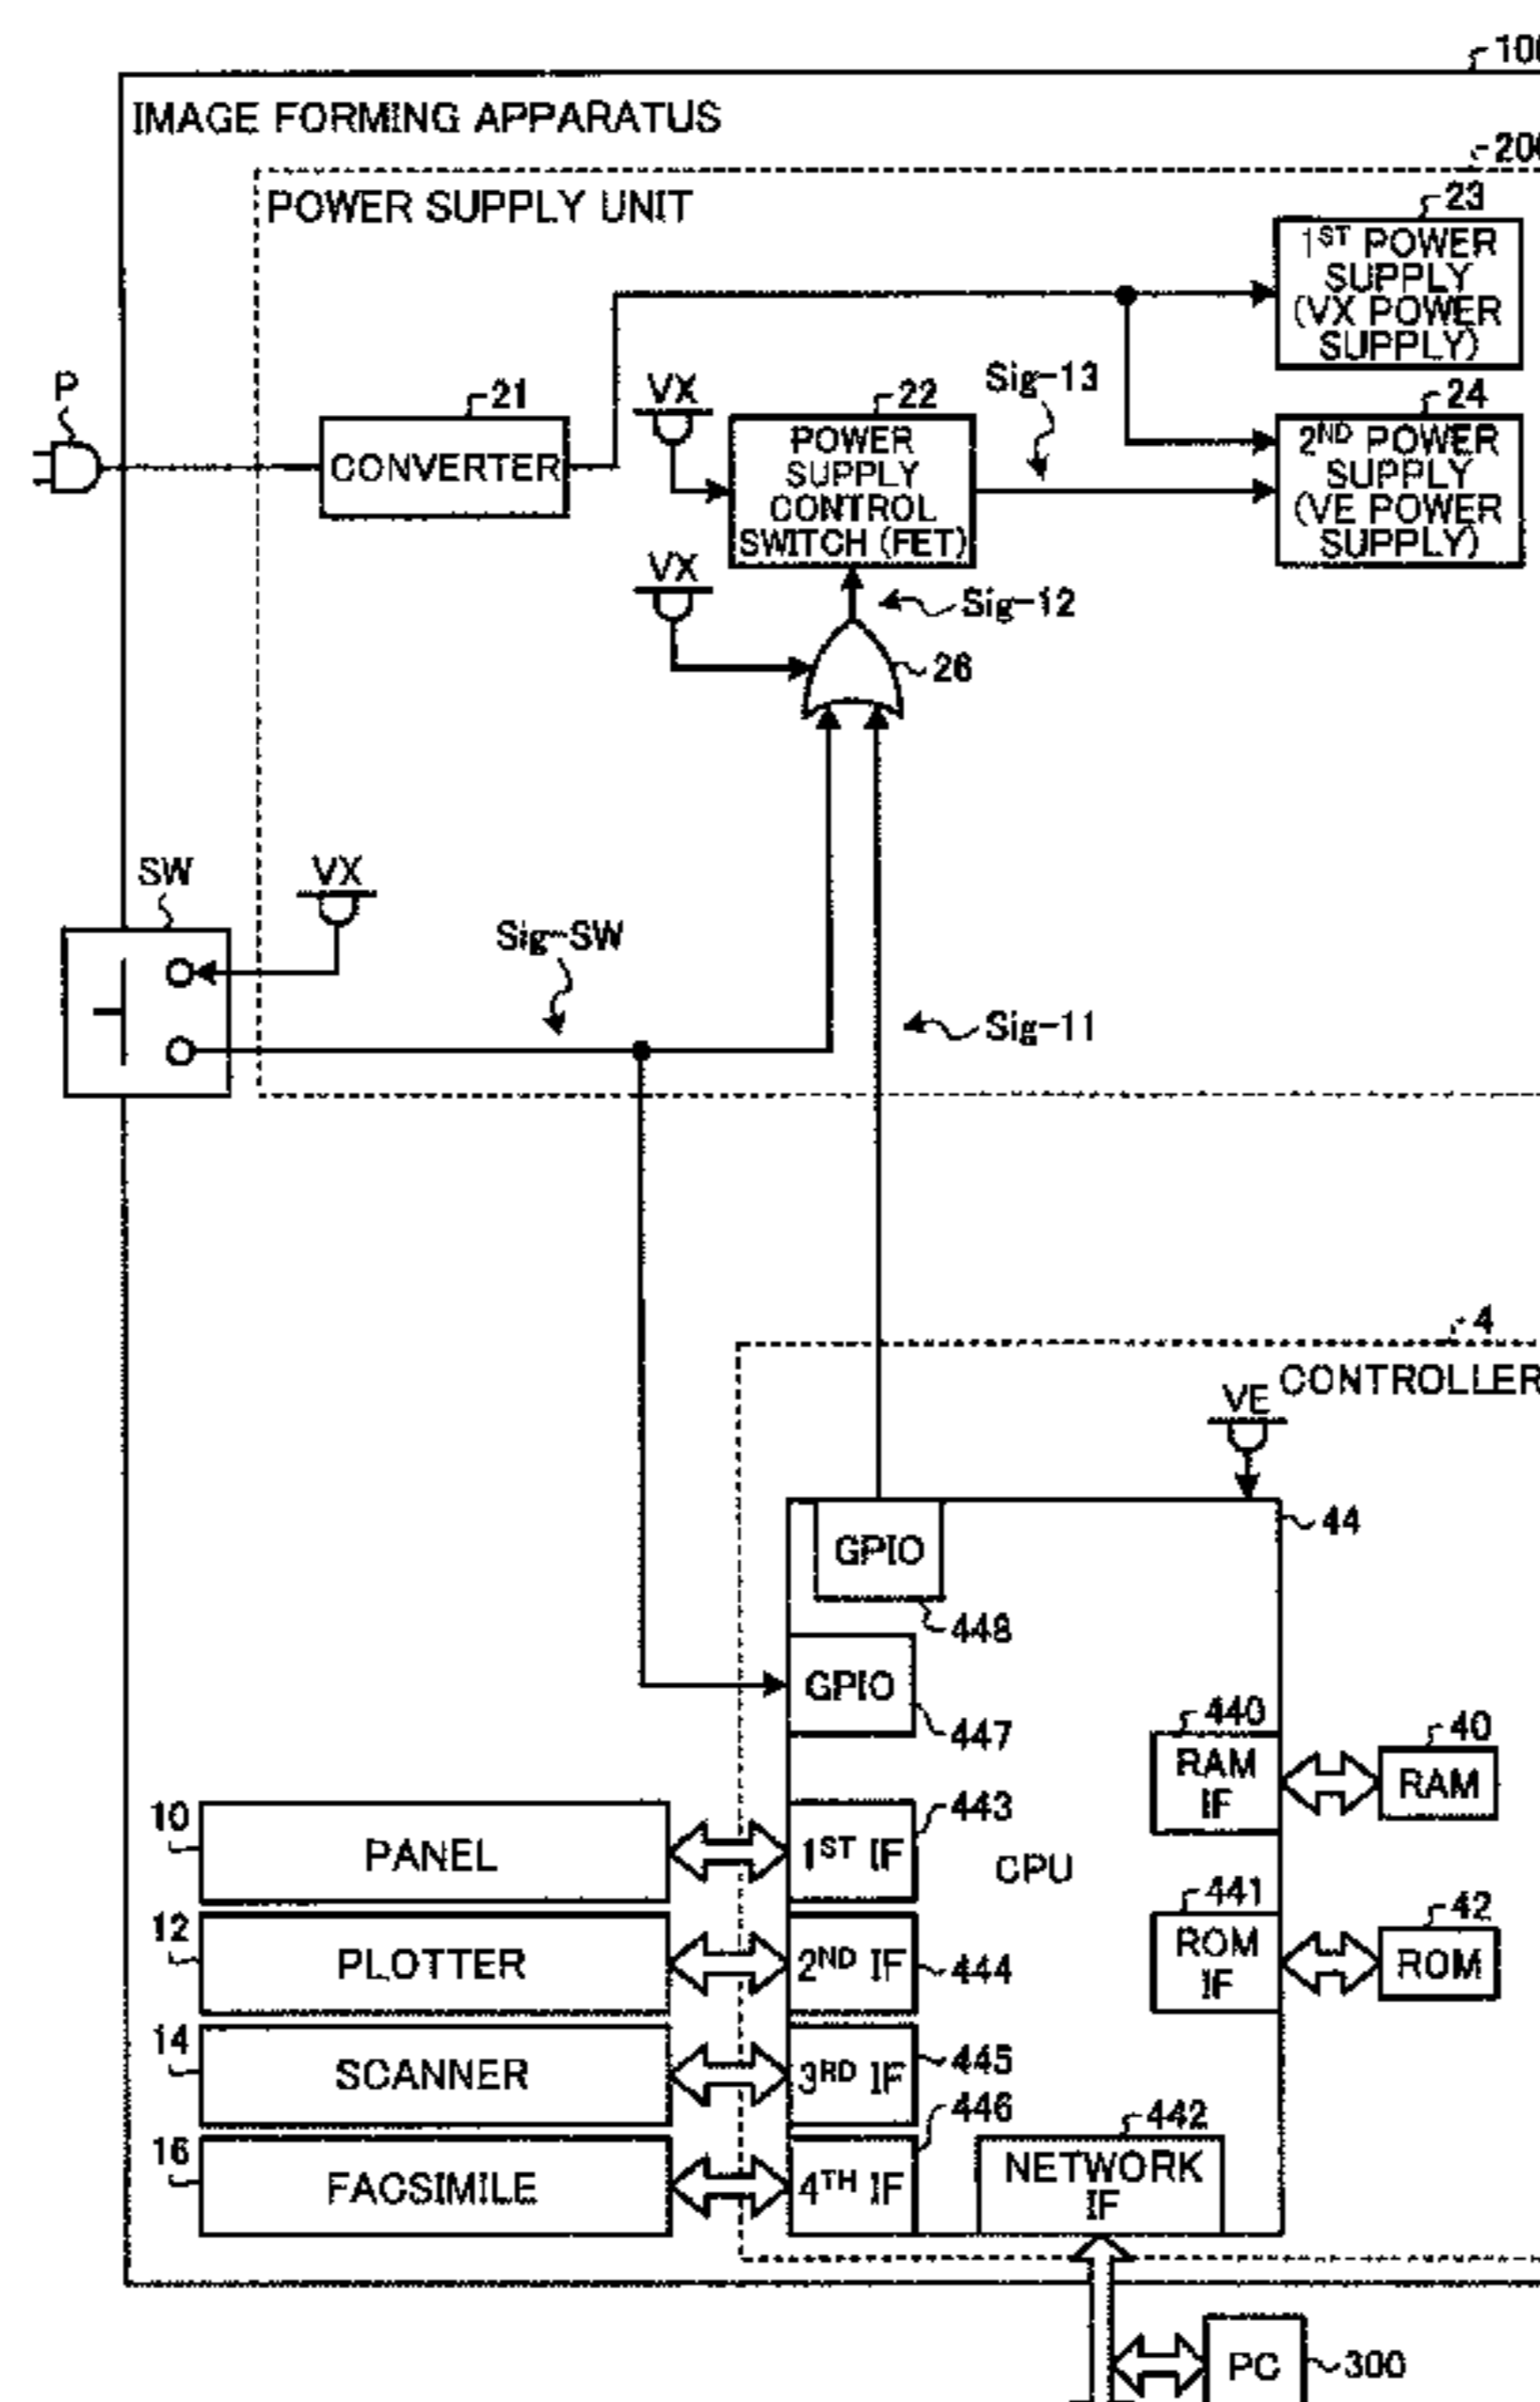 100
IMAGE FORMING APPARATUS
200
POWER SUPPLY UNIT
23
1ST POWER
SUPPLY
(VX POWER
SUPPLY)
P
21
CONVERTER
VX
22
POWER
SUPPLY
CONTROL
SWITCH (FET)
Sig-13
24
2ND POWER
SUPPLY
(VE POWER
SUPPLY)
VX
Sig-12
26
SW
VX
Sig-SW
Sig-11
4
CONTROLLER
VE
44
GPIO
448
GPIO
447
440
RAM
IF
40
RAM
10
PANEL
1ST IF
443
CPU
441
ROM
IF
42
ROM
12
PLOTTER
2ND IF
444
14
SCANNER
3RD IF
445
446
16
FACSIMILE
4TH IF
442
NETWORK
IF
PC
300